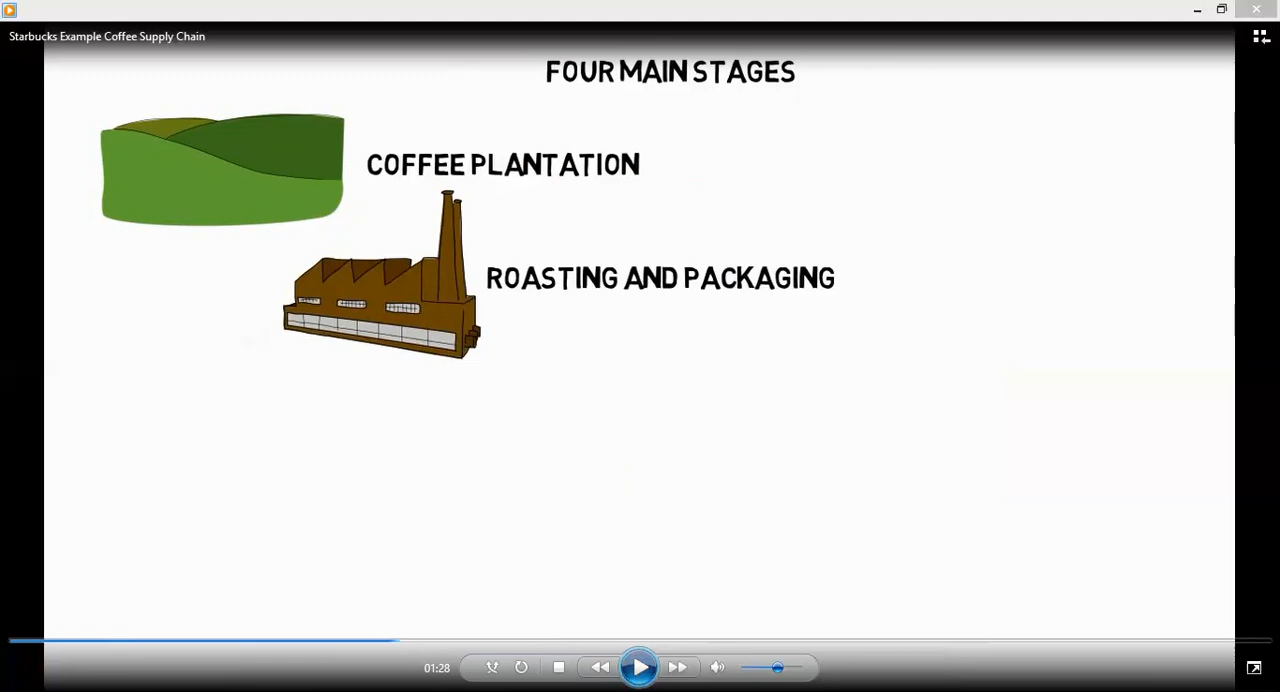 Starbucks Example Coffee Supply Chain
FOUR MAIN STAGES
COFFEE PLANTATION
ROASTING AND PACKAGING
01:28